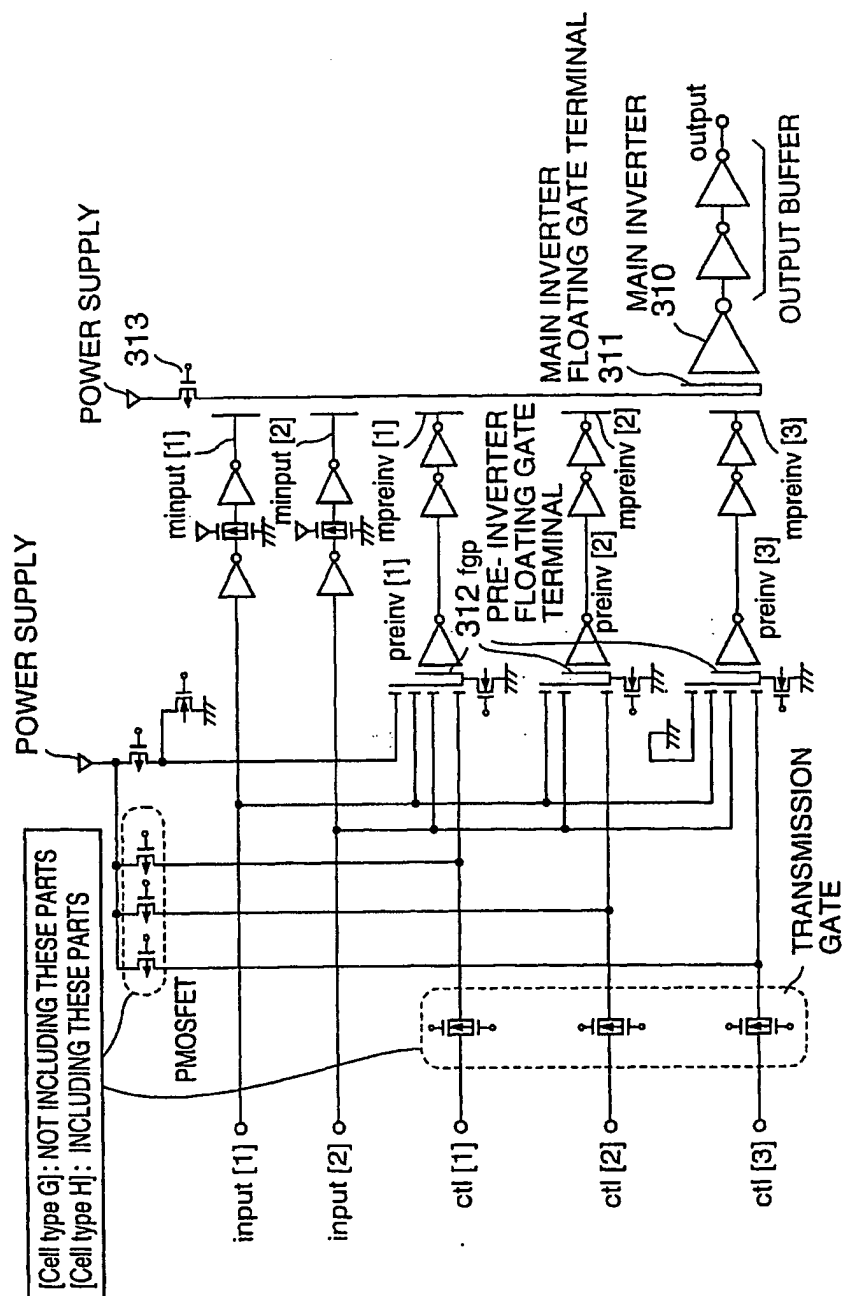 [Cell type G]: NOT INCLUDING THESE PARTS
[Cell type H]: INCLUDING THESE PARTS
POWER SUPPLY
POWER SUPPLY
313
PMOSFET
input [1]
input [2]
ctl [1]
ctl [2]
ctl [3]
TRANSMISSION
GATE
minput [1]
minput [2]
preinv [1]
mpreinv [1]
312 fgp
PRE- INVERTER
FLOATING GATE
TERMINAL
preinv [2]
mpreinv [2]
preinv [3]
mpreinv [3]
MAIN INVERTER
FLOATING GATE TERMINAL
311
MAIN INVERTER
310
output
OUTPUT BUFFER